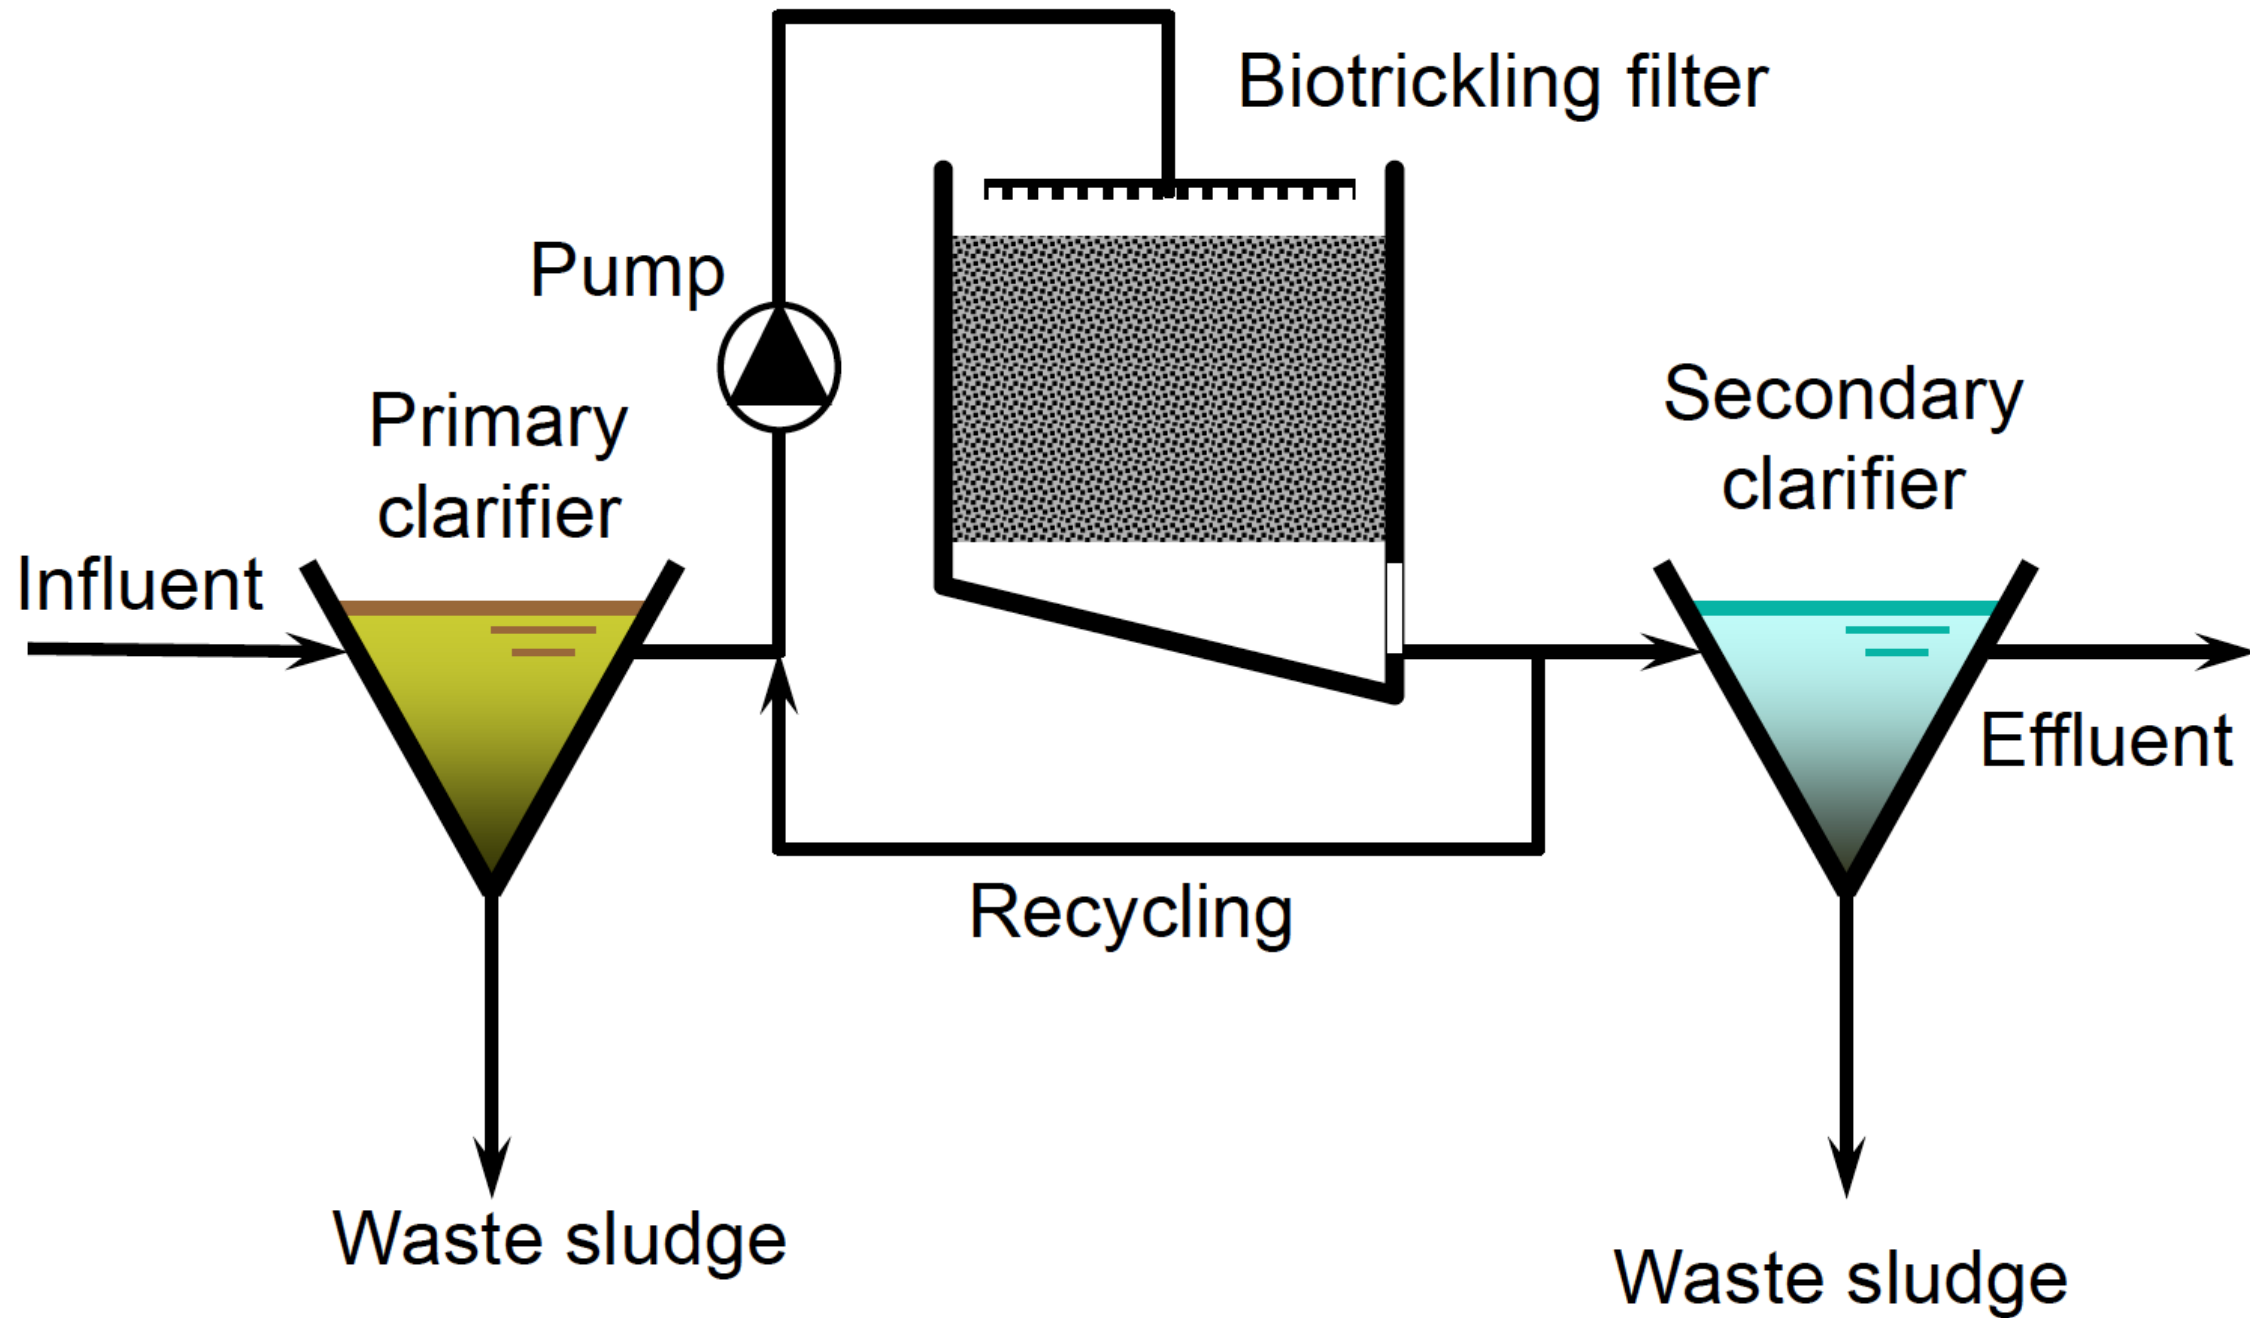 Biotrickling filter
Pump
Primary
clarifier
Secondary
clarifier
Influent
Effluent
Recycling
Waste sludge
Waste sludge